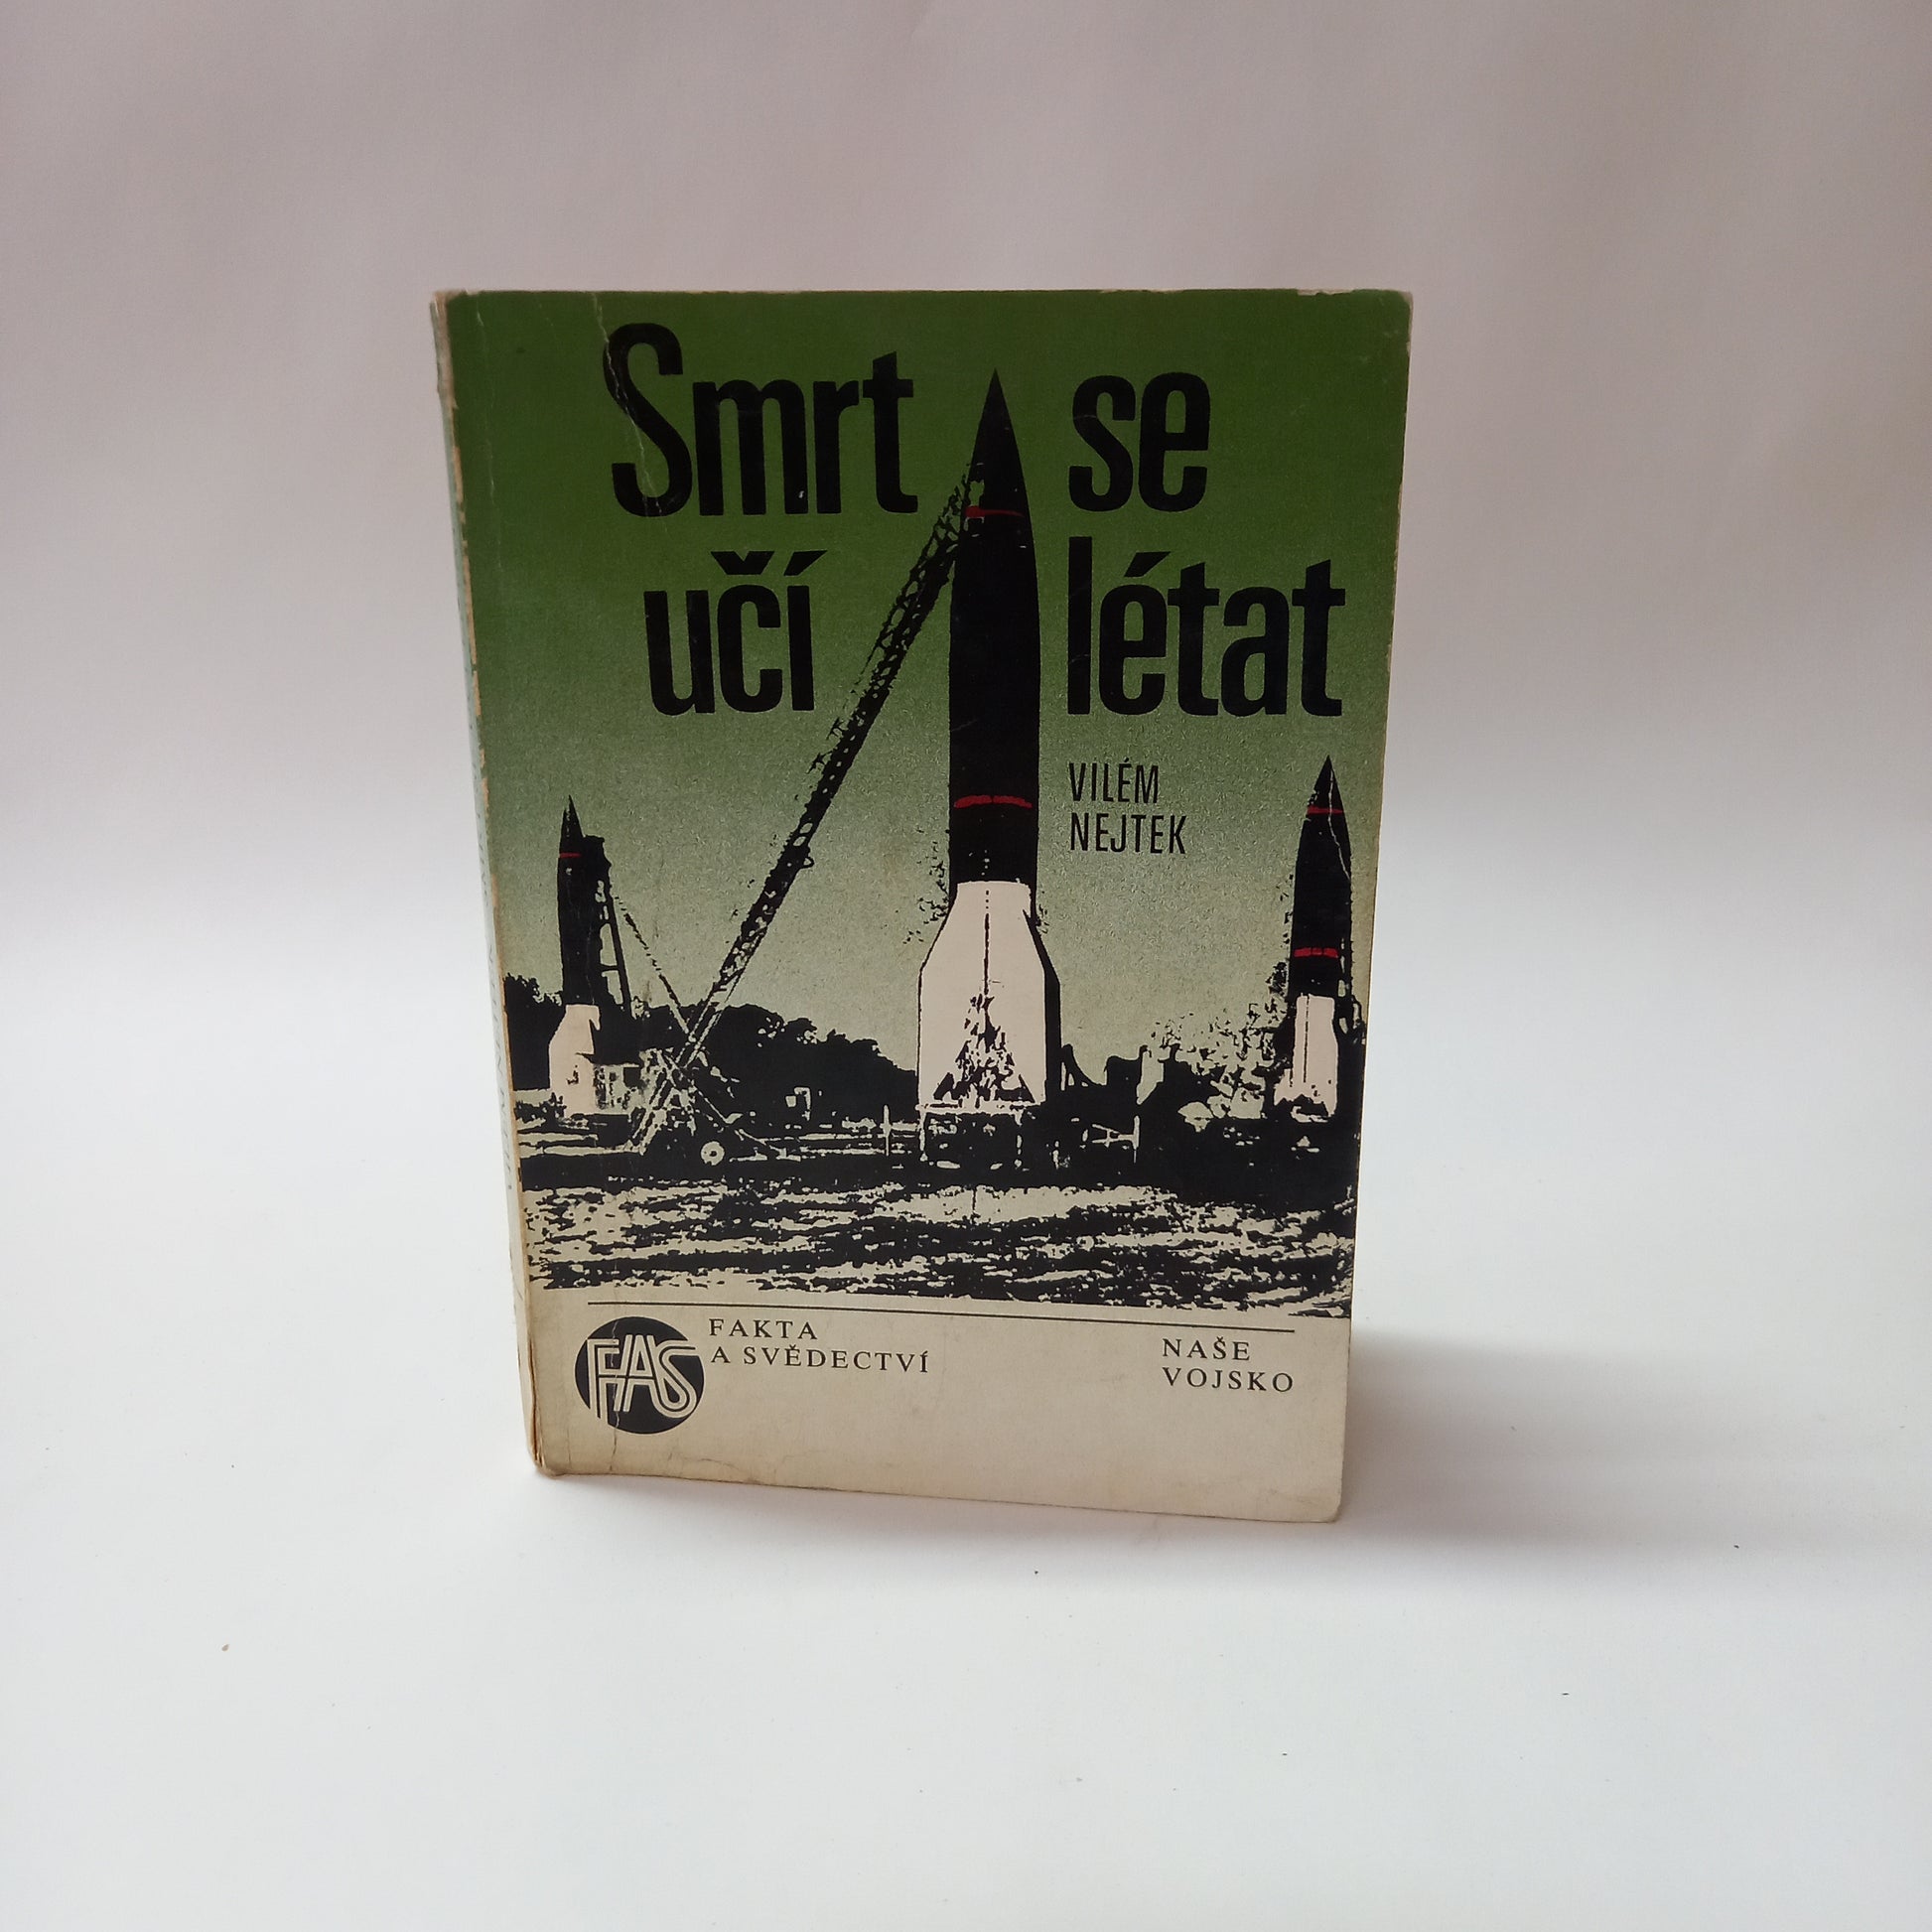 Smrt se
učí létat
VILÉM
NEJTEK
FAS
FAKTA
A SVĚDECTVÍ
NAŠE
VOJSKO